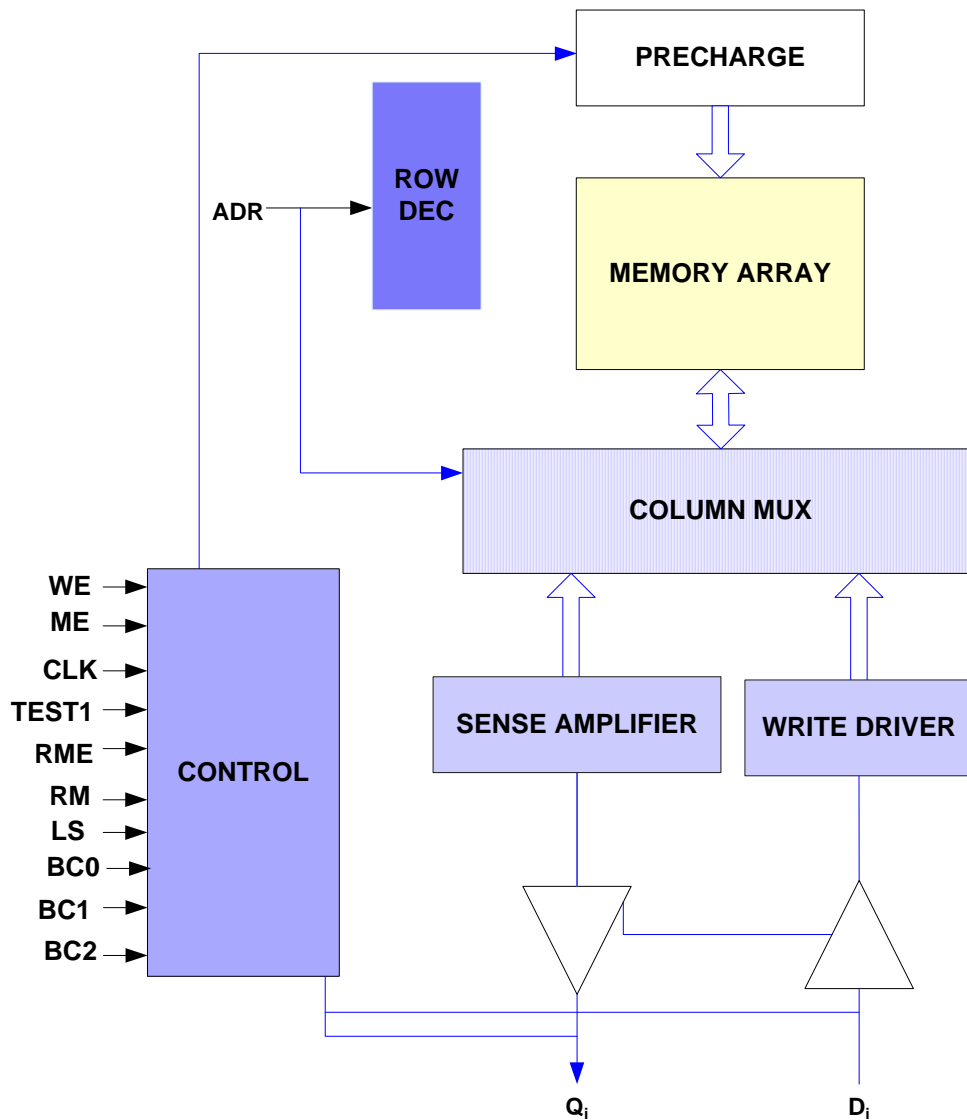 PRECHARGE
ROW
DEC
ADR
MEMORY ARRAY
COLUMN MUX
WE
ME
CLK
TEST1
RME
RM
LS
BC0
BC1
BC2
CONTROL
SENSE AMPLIFIER
WRITE DRIVER
Qi
Di